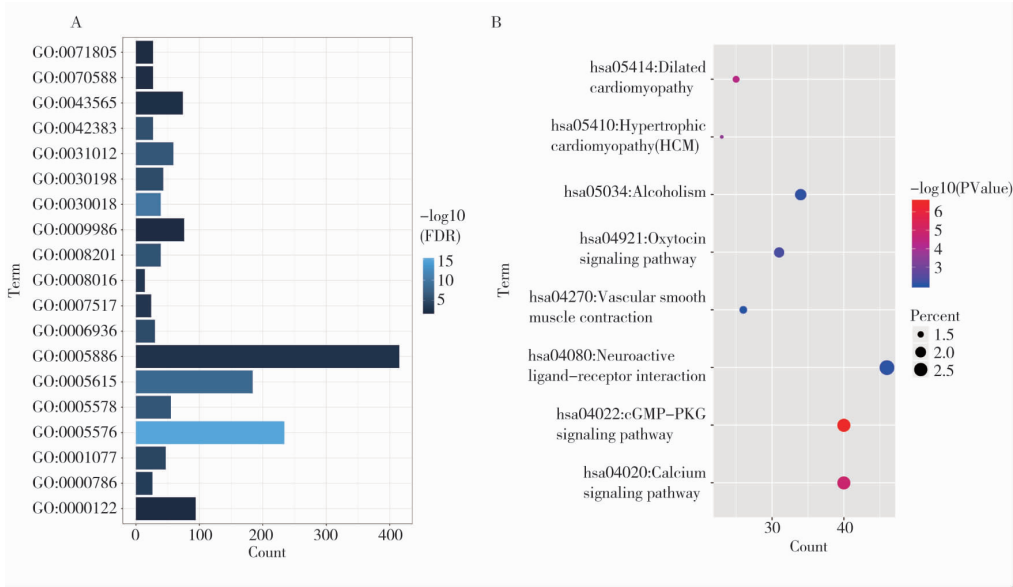 A
GO:0071805
GO:0070588
GO:0043565
GO:0042383
GO:0031012
GO:0030198
GO:0030018
GO:0009986
GO:0008201
GO:0008016
GO:0007517
GO:0006936
GO:0005886
GO:0005615
GO:0005578
GO:0005576
GO:0001077
GO:0000786
GO:0000122
Term
0 100 200 300 400
Count
−log10
(FDR)
15
10
5
B
hsa05414:Dilated
cardiomyopathy
hsa05410:Hypertrophic
cardiomyopathy(HCM)
hsa05034:Alcoholism
hsa04921:Oxytocin
signaling pathway
hsa04270:Vascular smooth
muscle contraction
hsa04080:Neuroactive
ligand−receptor interaction
hsa04022:cGMP−PKG
signaling pathway
hsa04020:Calcium
signaling pathway
Term
30 40
Count
−log10(PValue)
6
5
4
3
Percent
1.5
2.0
2.5